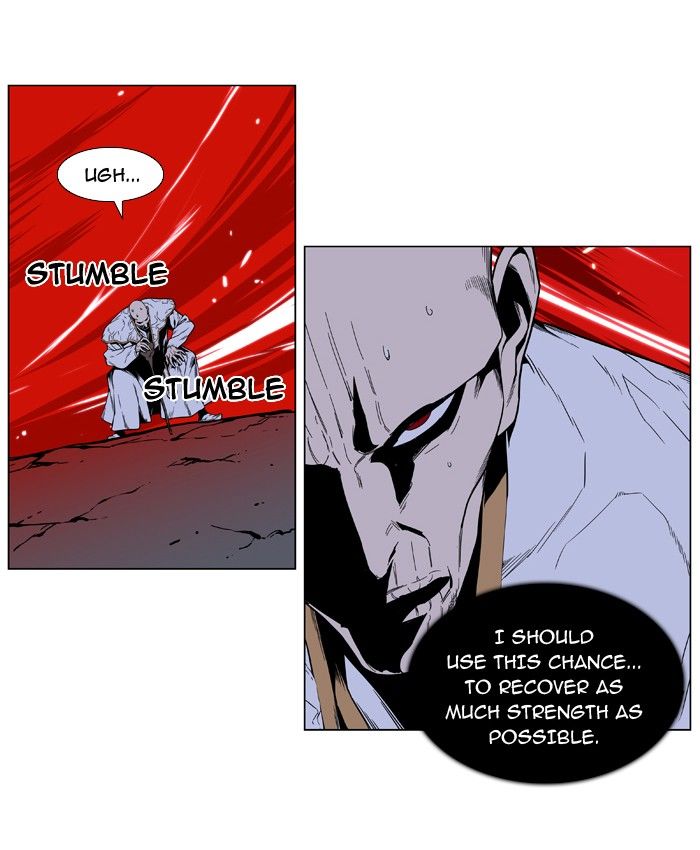 UGH...
STUMBLE
STUMBLE
I SHOULD
USE THIS CHANCE...
TO RECOVER AS
MUCH STRENGTH AS
POSSIBLE.